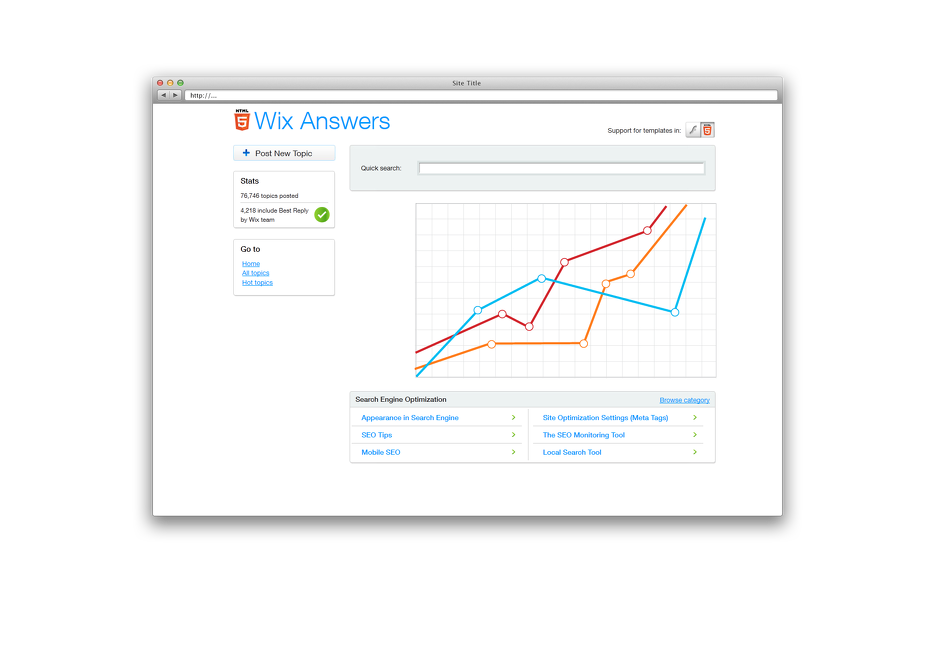 Site Title
http://...
HTML
5
Wix Answers
Support for templates in:
f
5
+ Post New Topic
Stats
76,746 topics posted
4,218 include Best Reply
by Wix team
Go to
Home
All topics
Hot topics
Quick search:
Search Engine Optimization
Browse category
Appearance in Search Engine
Site Optimization Settings (Meta Tags)
SEO Tips
The SEO Monitoring Tool
Mobile SEO
Local Search Tool